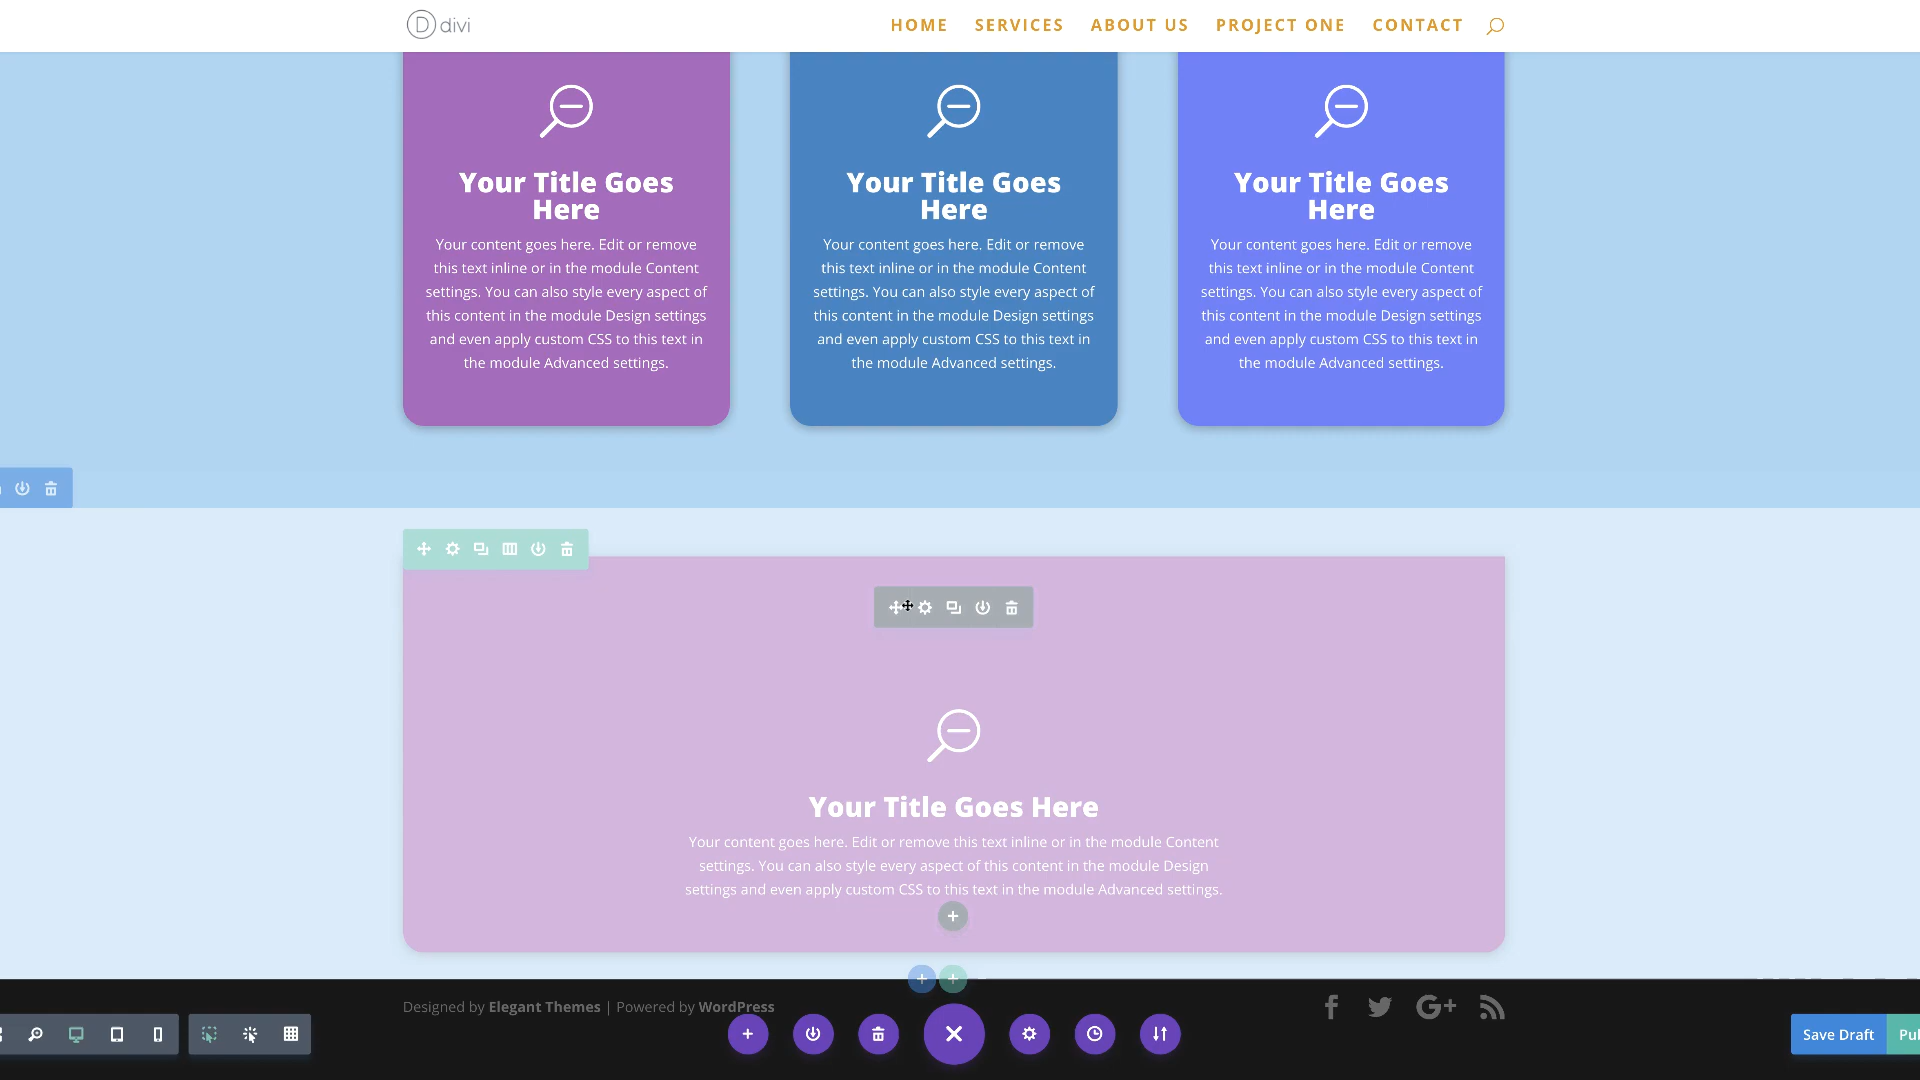 divi
HOME SERVICES ABOUT US PROJECT ONE CONTACT
Your Title Goes
Here
Your content goes here. Edit or remove
this text inline or in the module Content
settings. You can also style every aspect of
this content in the module Design settings
and even apply custom CSS to this text in
the module Advanced settings.
Your Title Goes
Here
Your content goes here. Edit or remove
this text inline or in the module Content
settings. You can also style every aspect of
this content in the module Design settings
and even apply custom CSS to this text in
the module Advanced settings.
Your Title Goes
Here
Your content goes here. Edit or remove
this text inline or in the module Content
settings. You can also style every aspect of
this content in the module Design settings
and even apply custom CSS to this text in
the module Advanced settings.
Your Title Goes Here
Your content goes here. Edit or remove this text inline or in the module Content
settings. You can also style every aspect of this content in the module Design
settings and even apply custom CSS to this text in the module Advanced settings.
Designed by Elegant Themes | Powered by WordPress
Save Draft